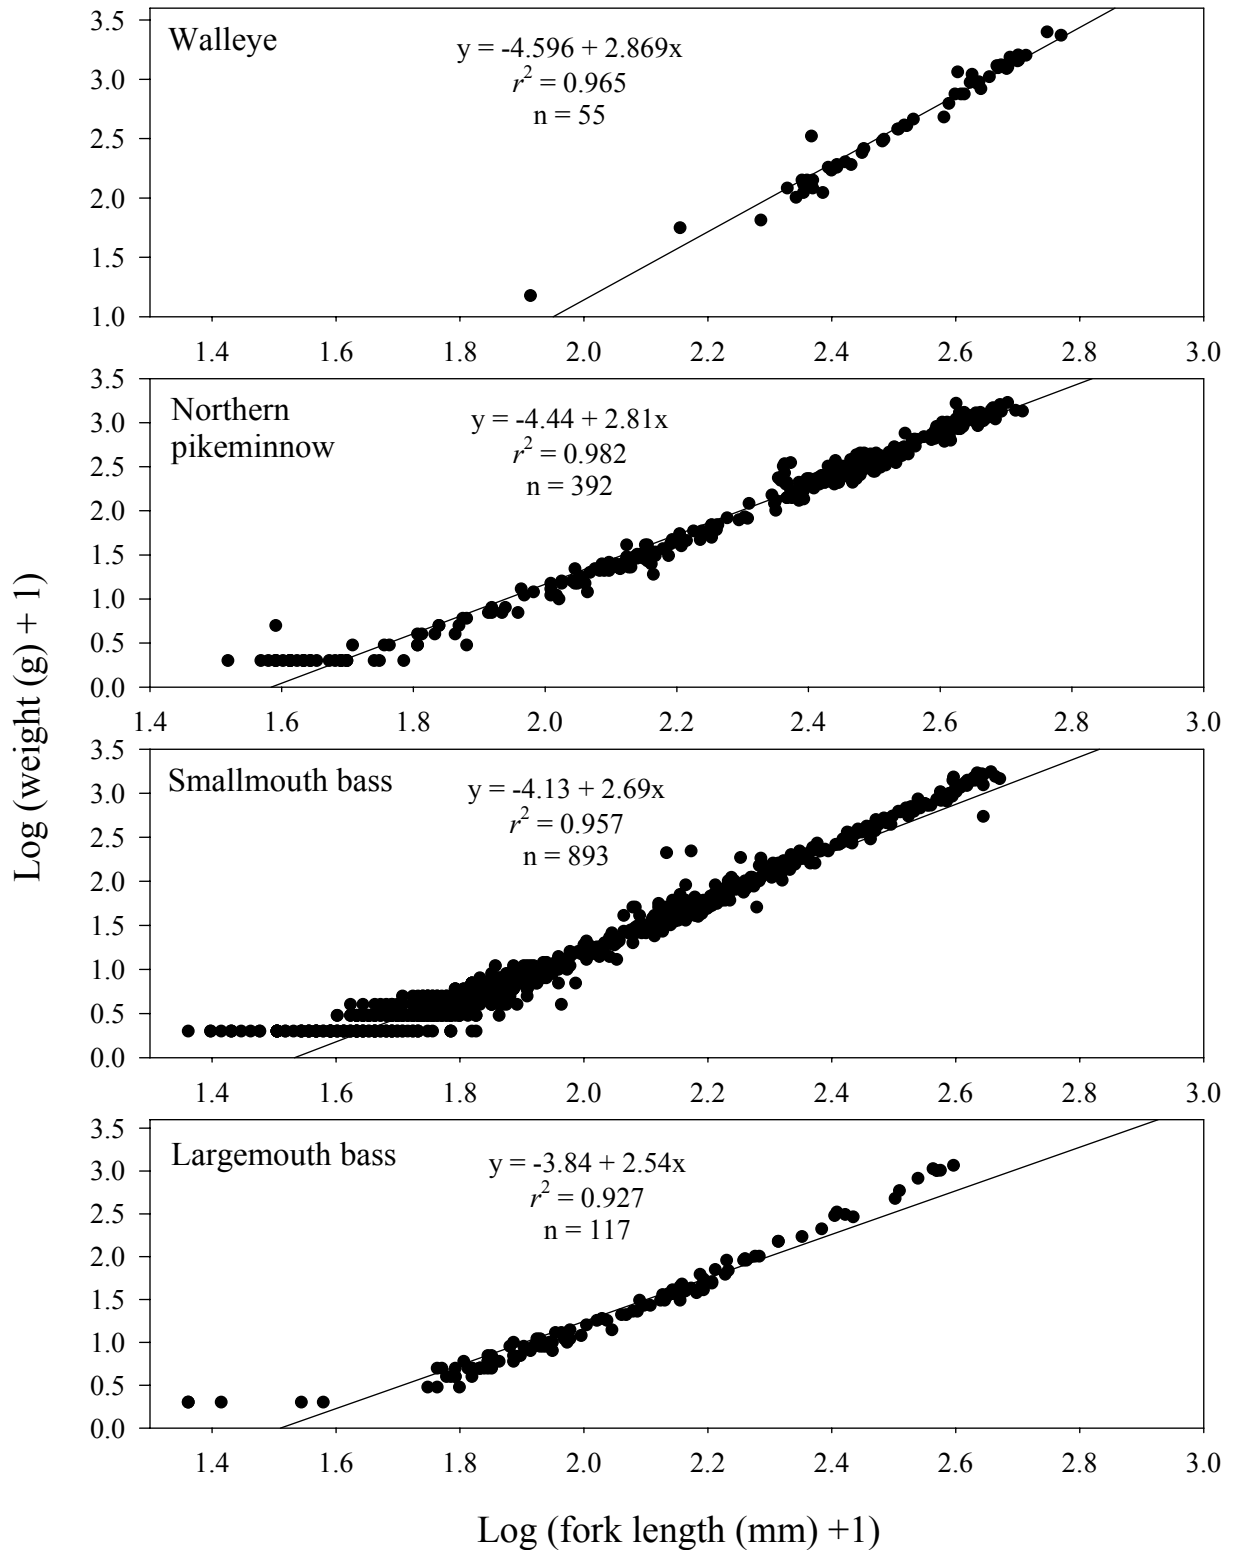 Walleye
y = -4.596 + 2.869x
r² = 0.965
n = 55
3.5
3.0
2.5
2.0
1.5
1.0
1.4 1.6 1.8 2.0 2.2 2.4 2.6 2.8 3.0
Northern
pikeminnow
y = -4.44 + 2.81x
r² = 0.982
n = 392
3.5
3.0
2.5
2.0
1.5
1.0
0.5
0.0
1.4 1.6 1.8 2.0 2.2 2.4 2.6 2.8 3.0
Smallmouth bass
y = -4.13 + 2.69x
r² = 0.957
n = 893
3.5
3.0
2.5
2.0
1.5
1.0
0.5
0.0
1.4 1.6 1.8 2.0 2.2 2.4 2.6 2.8 3.0
Largemouth bass
y = -3.84 + 2.54x
r² = 0.927
n = 117
3.5
3.0
2.5
2.0
1.5
1.0
0.5
0.0
1.4 1.6 1.8 2.0 2.2 2.4 2.6 2.8 3.0
Log (weight (g) + 1)
Log (fork length (mm) +1)